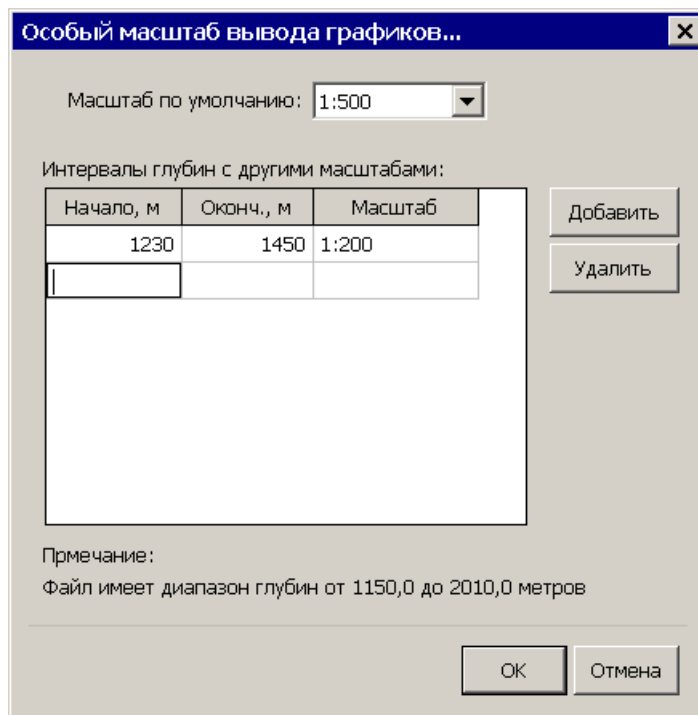 Особый масштаб вывода графиков...
Масштаб по умолчанию: 1:500
Интервалы глубин с другими масштабами:
Начало, м Оконч., м Масштаб
1230 1450 1:200
Добавить
Удалить
Прмечание:
Файл имеет диапазон глубин от 1150,0 до 2010,0 метров
ОК Отмена